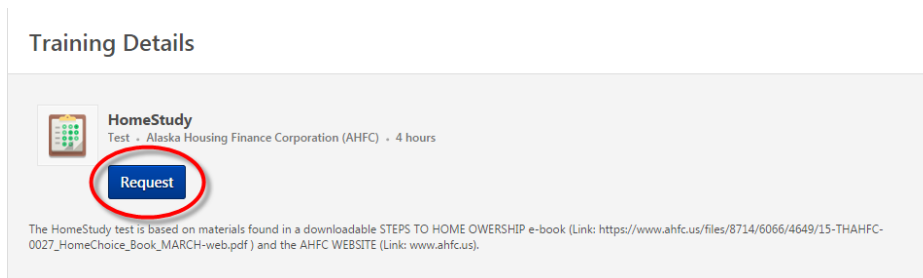 Training Details
HomeStudy
Test • Alaska Housing Finance Corporation (AHFC) • 4 hours
Request
The HomeStudy test is based on materials found in a downloadable STEPS TO HOME OWERSHIP e-book (Link: https://www.ahfc.us/files/8714/6066/4649/15-THAHFC-
0027_HomeChoice_Book_MARCH-web.pdf ) and the AHFC WEBSITE (Link: www.ahfc.us).